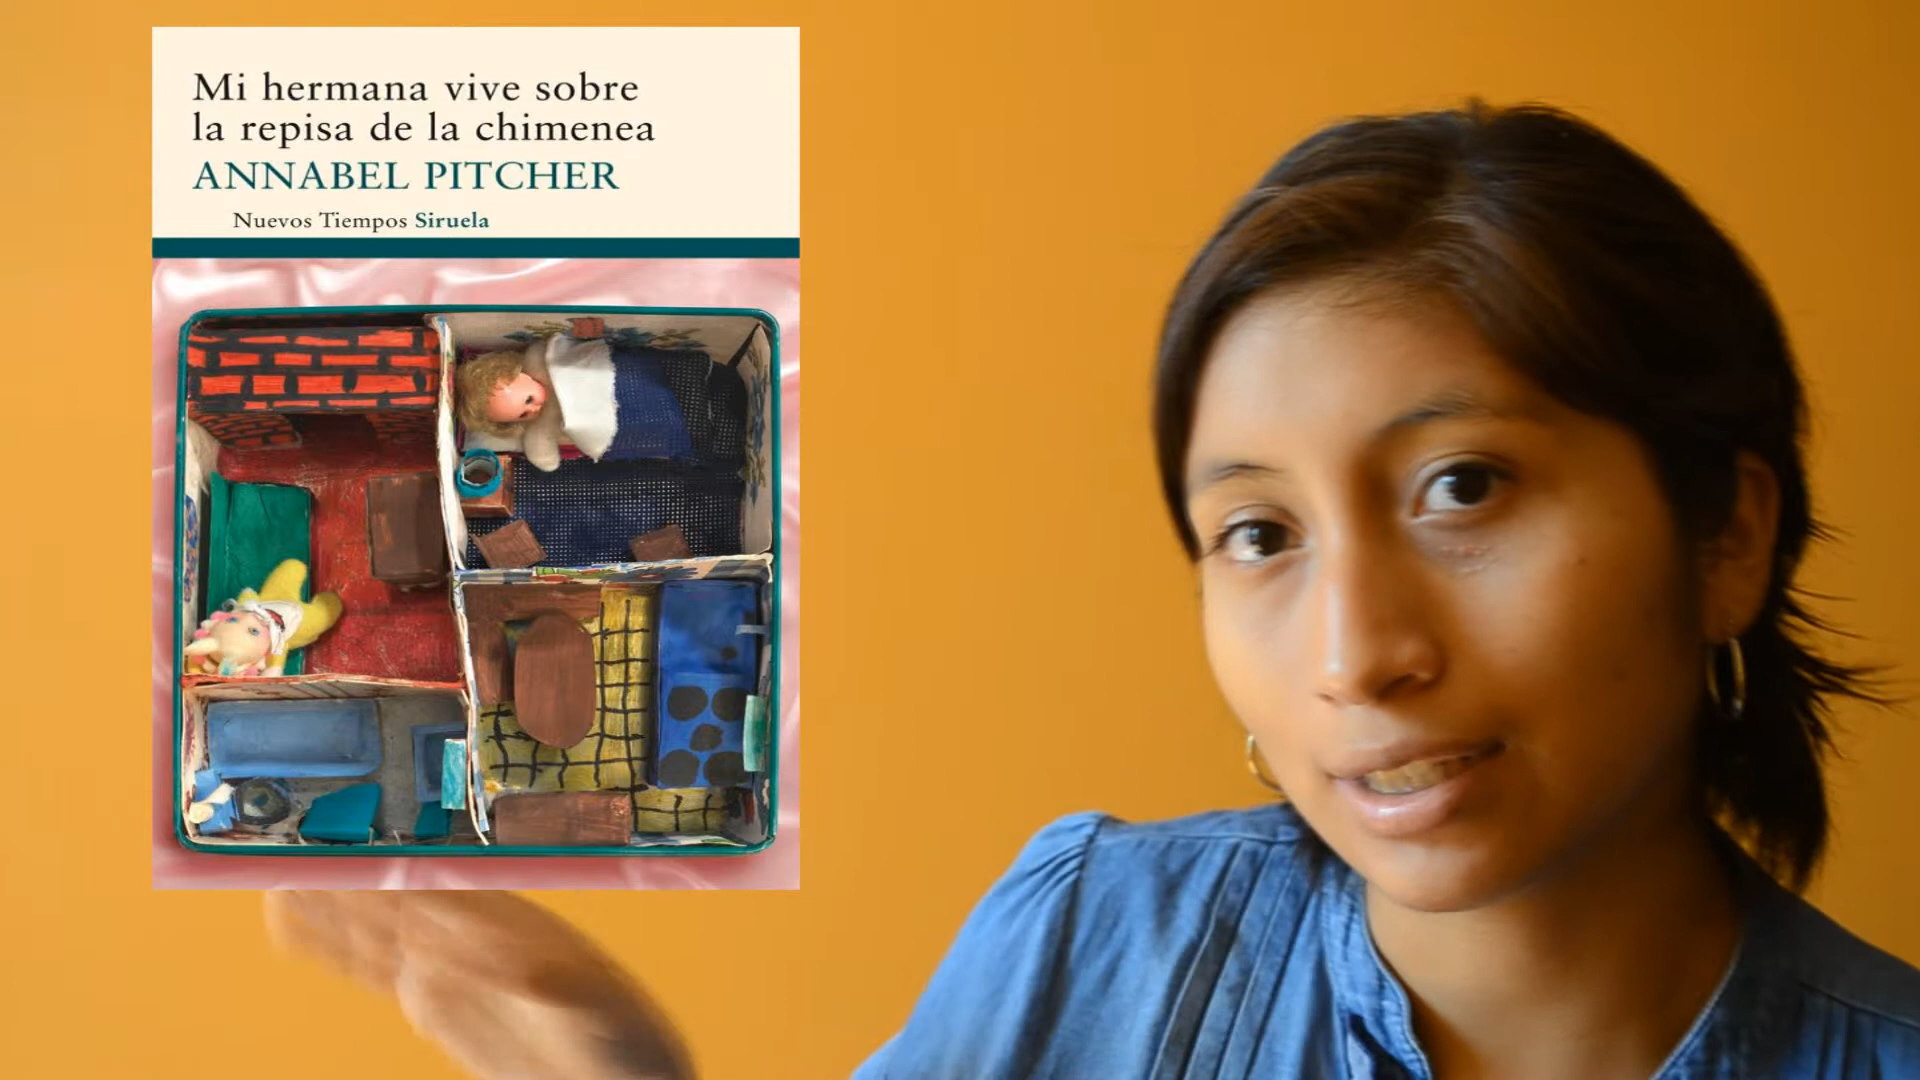 Mi hermana vive sobre
la repisa de la chimenea
ANNABEL PITCHER
Nuevos Tiempos Siruela